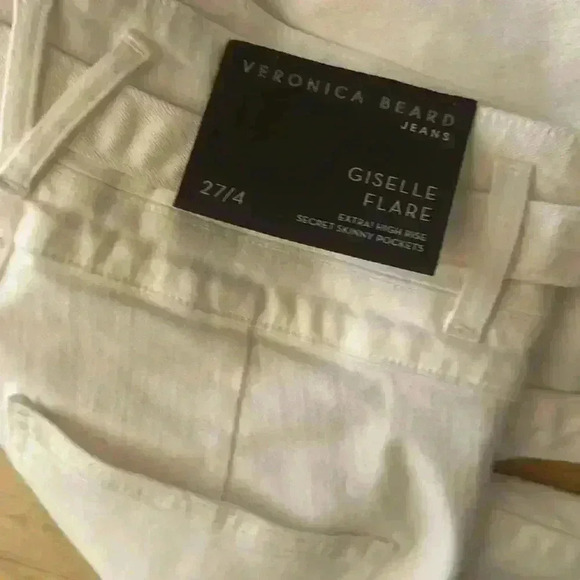 VERONICA BEARD
JEANS
GISELLE
FLARE
27/4
EXTRA! HIGH RISE
SECRET SKINNY POCKETS